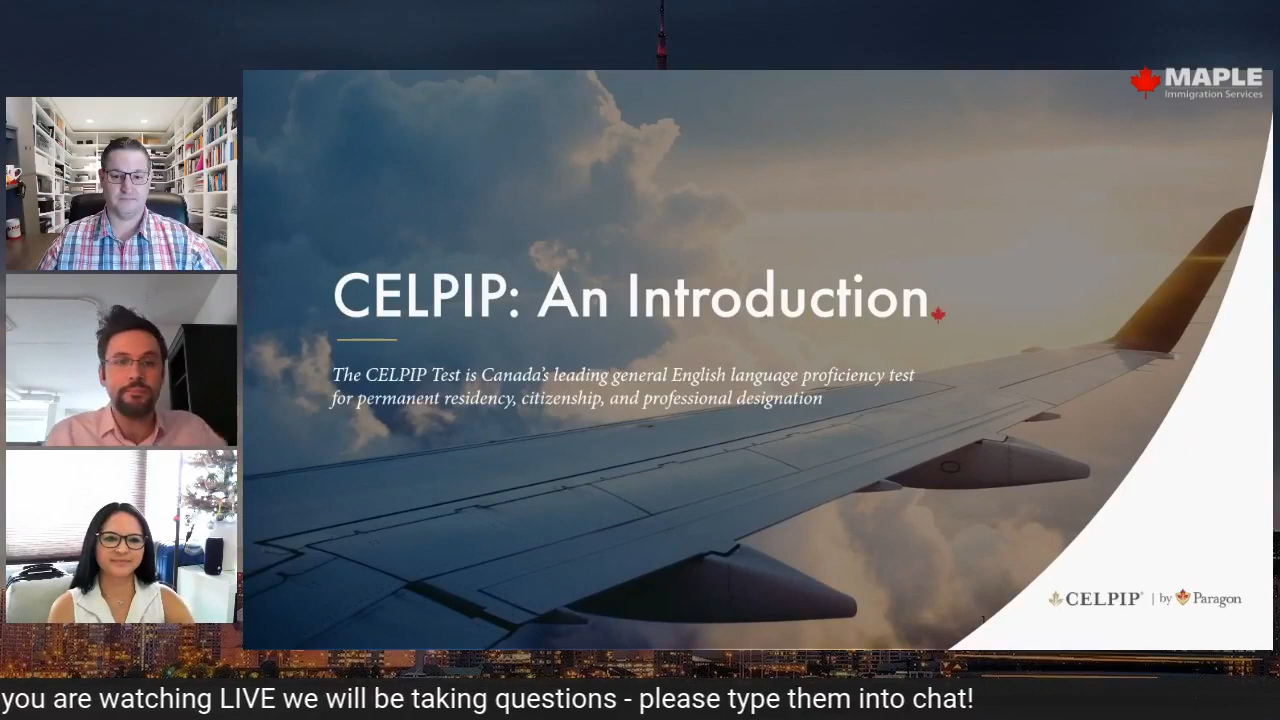 MAPLE
Immigration Services
CELPIP: An Introduction
The CELPIP Test is Canada's leading general English language proficiency test
for permanent residency, citizenship, and professional designation
CELPIP® | by Paragon
1
you are watching LIVE we will be taking questions - please type them into chat!